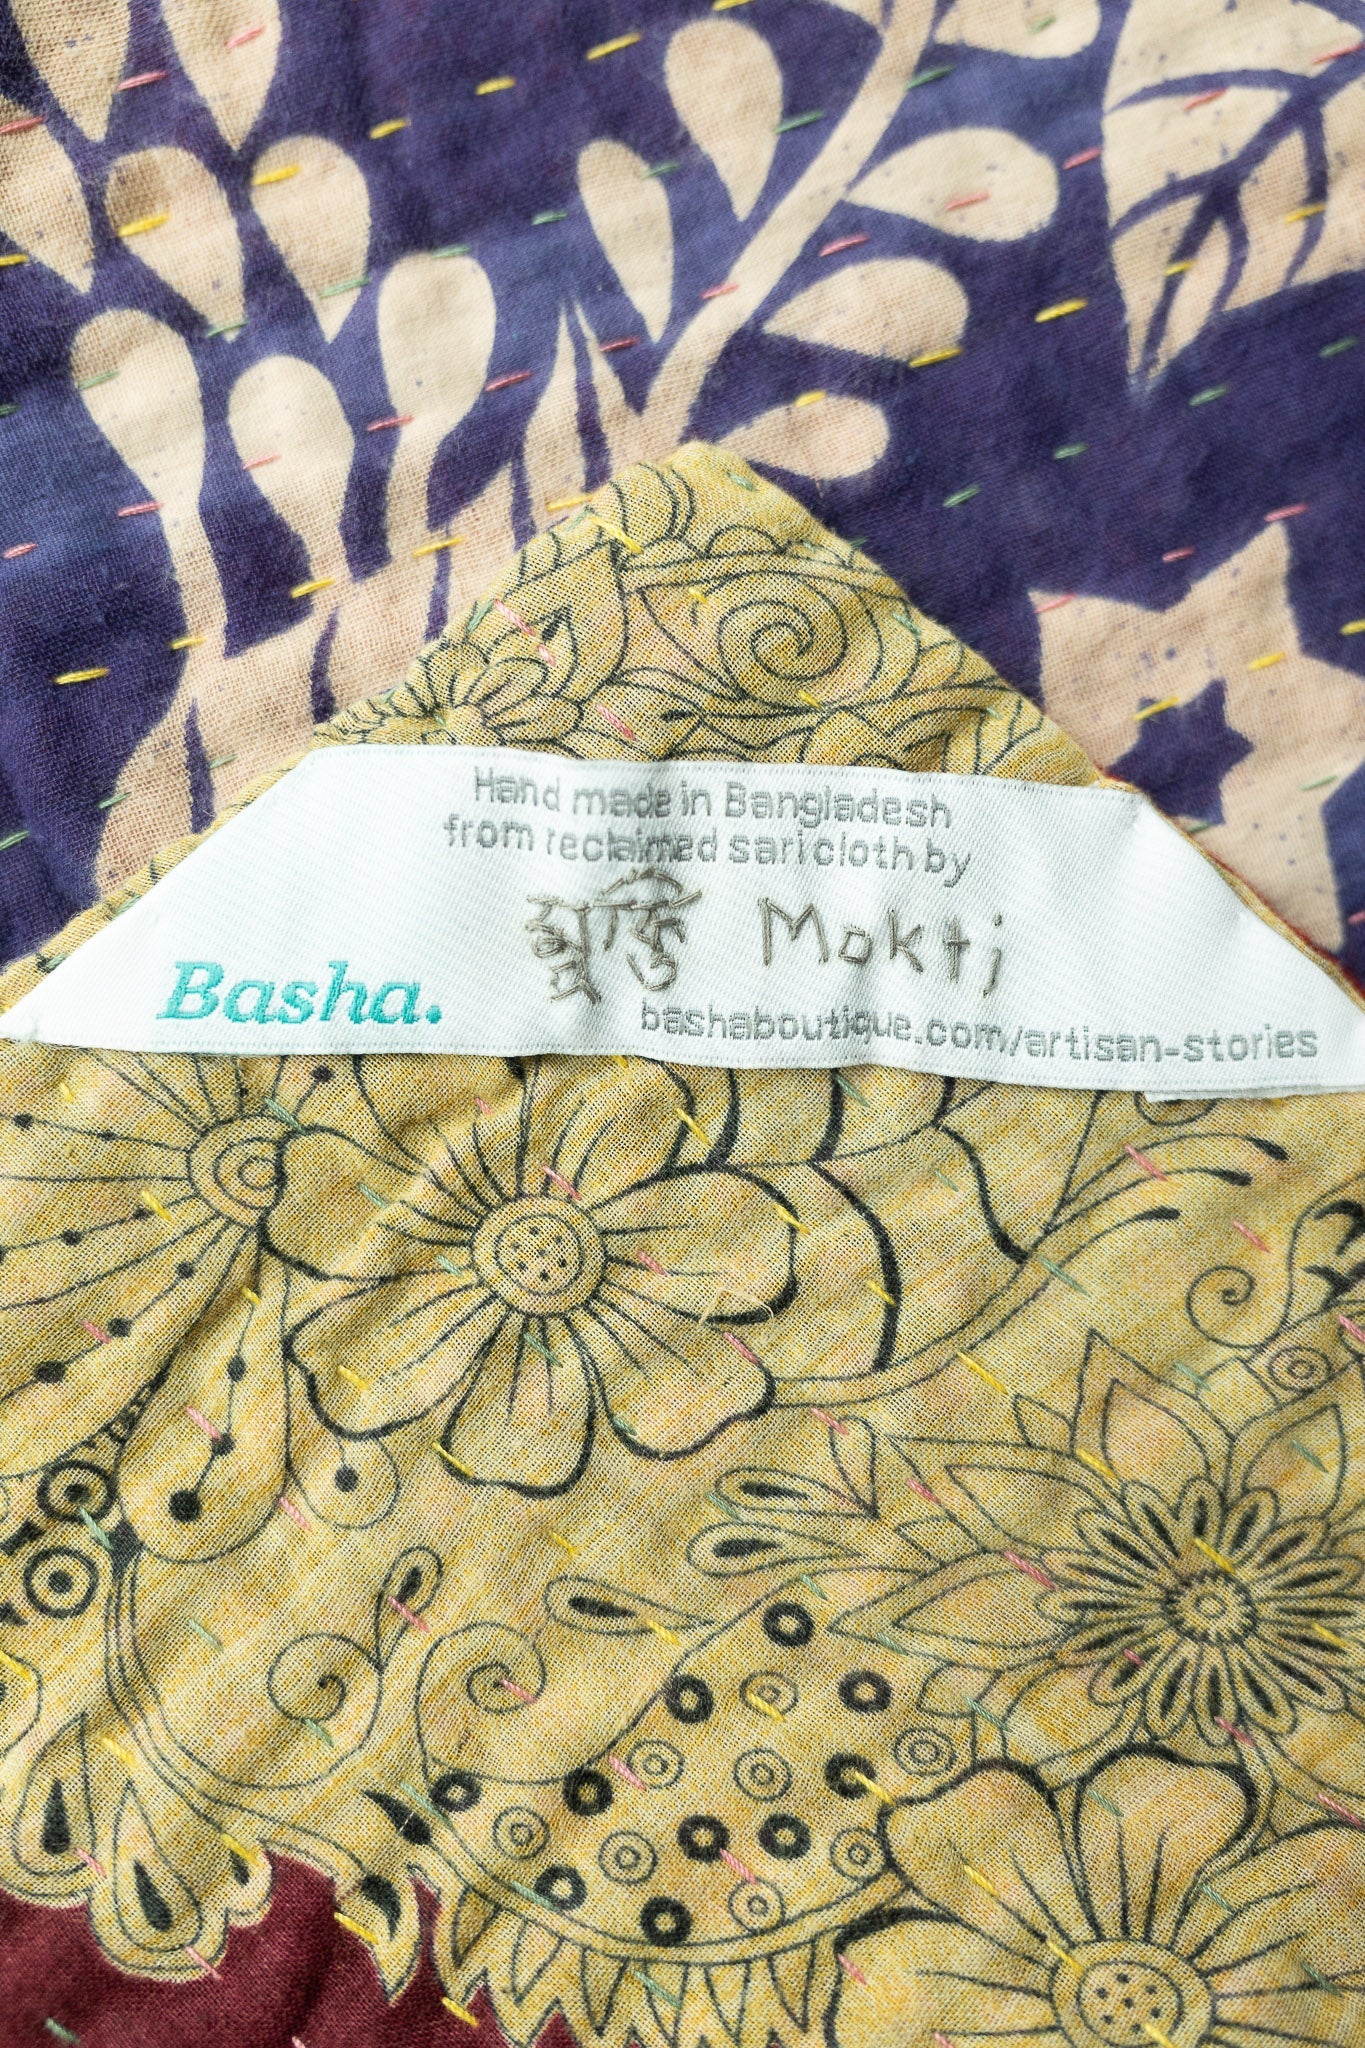 Hand made in Bangladesh
from reclaimed sari cloth by
মুক্তি Mokti
Basha.
bashaboutique.com/artisan-stories